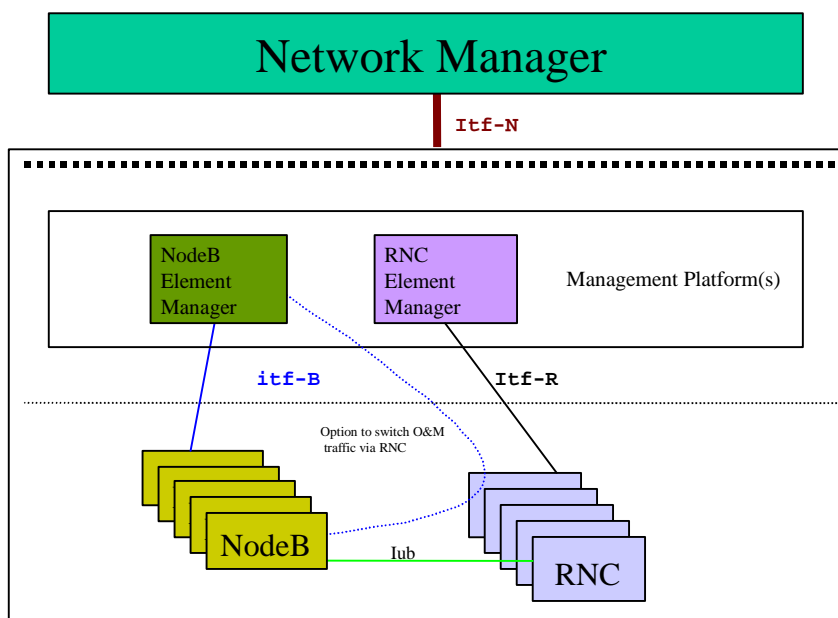 Network Manager
Itf-N
NodeB
Element
Manager
RNC
Element
Manager
Management Platform(s)
itf-B
Itf-R
Option to switch O&M
traffic via RNC
NodeB
Iub
RNC